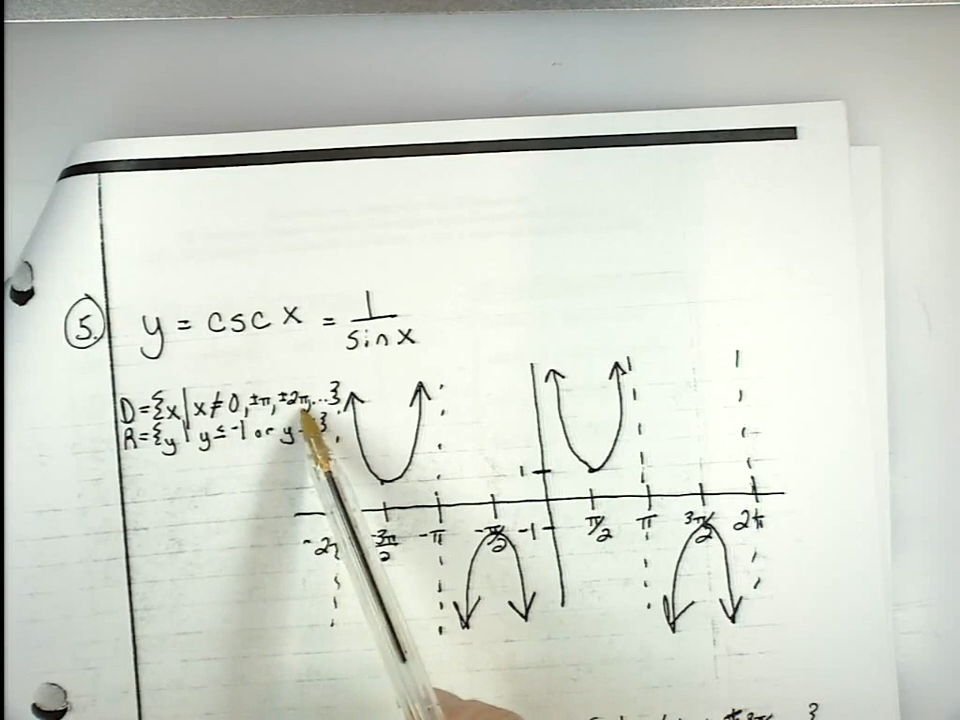 5. y = csc x = 1/sin x
D={x | x≠0, ±π, ±2π, ...}
R={y | y≤-1 or y }
1
-2π -3π/2 -π -π/2 -1 π/2 π 3π/2 2π